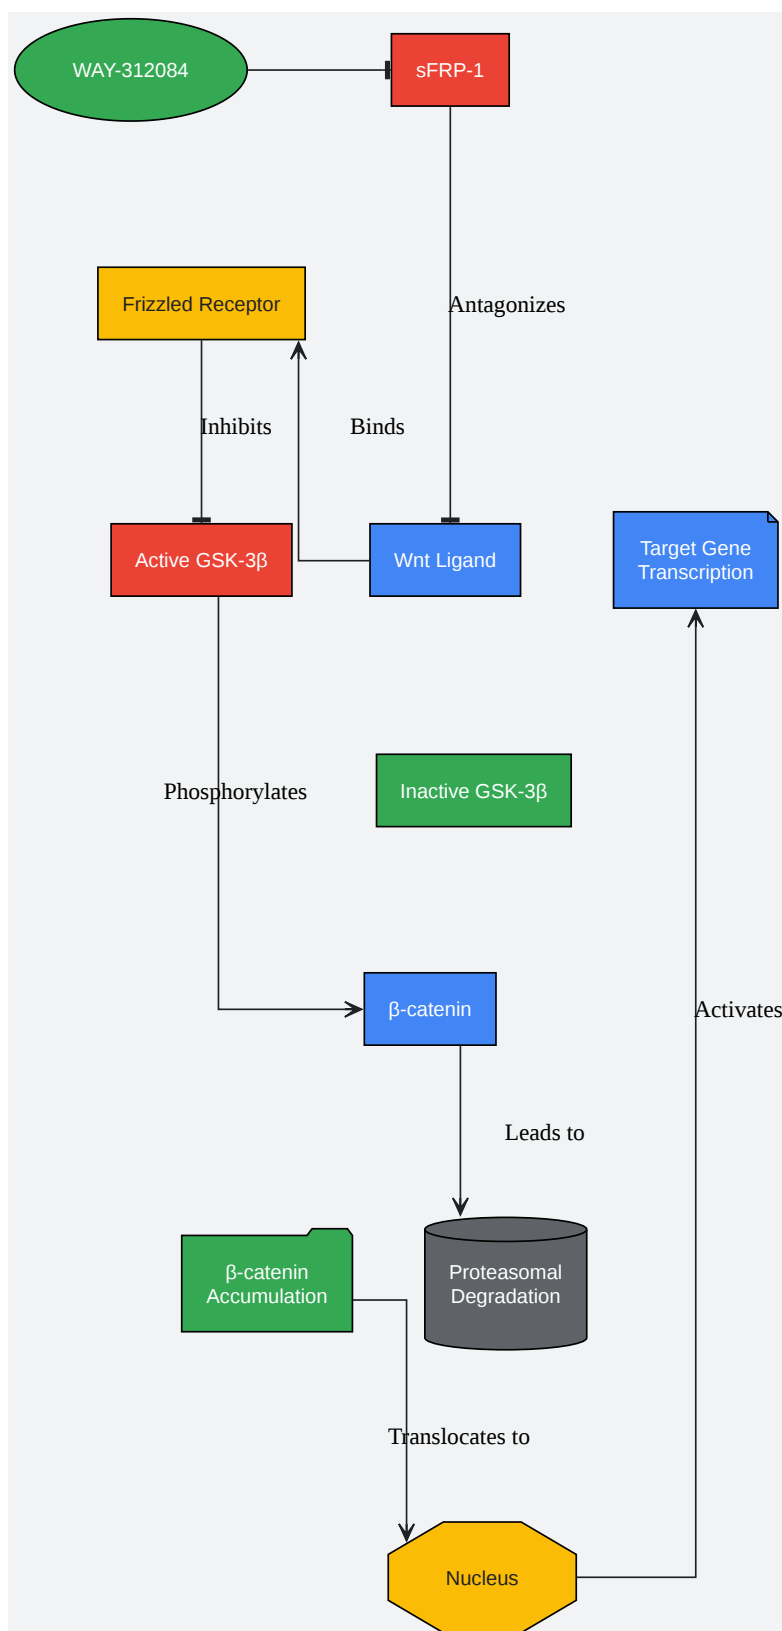 WAY-312084
sFRP-1
Frizzled Receptor
Antagonizes
Inhibits
Binds
Active GSK-3β
Wnt Ligand
Target Gene
Transcription
Phosphorylates
Inactive GSK-3β
β-catenin
Activates
Leads to
β-catenin
Accumulation
Proteasomal
Degradation
Translocates to
Nucleus